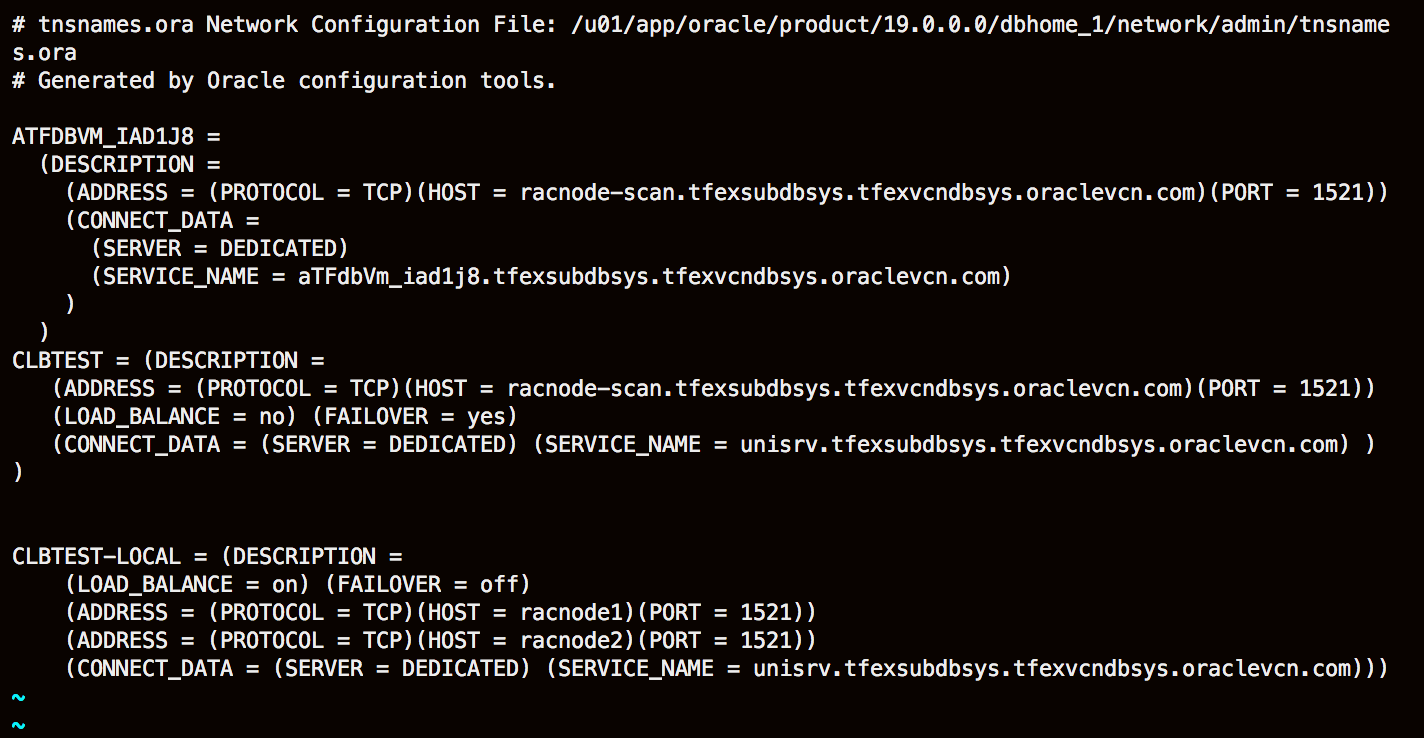 # tnsnames.ora Network Configuration File: /u01/app/oracle/product/19.0.0.0/dbhome_1/network/admin/tnsname
s.ora
# Generated by Oracle configuration tools.

ATFDBVM_IAD1J8 =
  (DESCRIPTION =
    (ADDRESS = (PROTOCOL = TCP)(HOST = racnode-scan.tfexsubdbsys.tfexvcndbsys.oraclevcn.com)(PORT = 1521))
    (CONNECT_DATA =
      (SERVER = DEDICATED)
      (SERVICE_NAME = aTFdbVm_iad1j8.tfexsubdbsys.tfexvcndbsys.oraclevcn.com)
    )
  )
CLBTEST = (DESCRIPTION =
   (ADDRESS = (PROTOCOL = TCP)(HOST = racnode-scan.tfexsubdbsys.tfexvcndbsys.oraclevcn.com)(PORT = 1521))
   (LOAD_BALANCE = no) (FAILOVER = yes)
   (CONNECT_DATA = (SERVER = DEDICATED) (SERVICE_NAME = unisrv.tfexsubdbsys.tfexvcndbsys.oraclevcn.com) )
)


CLBTEST-LOCAL = (DESCRIPTION =
    (LOAD_BALANCE = on) (FAILOVER = off)
    (ADDRESS = (PROTOCOL = TCP)(HOST = racnode1)(PORT = 1521))
    (ADDRESS = (PROTOCOL = TCP)(HOST = racnode2)(PORT = 1521))
    (CONNECT_DATA = (SERVER = DEDICATED) (SERVICE_NAME = unisrv.tfexsubdbsys.tfexvcndbsys.oraclevcn.com)))
~
~